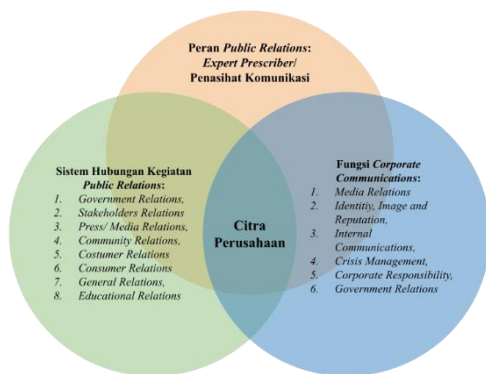 Peran Public Relations:
Expert Prescriber/
Penasihat Komunikasi
Sistem Hubungan Kegiatan
Public Relations:
1. Government Relations,
2. Stakeholders Relations
3. Press/ Media Relations,
4. Community Relations,
5. Costumer Relations
6. Consumer Relations
7. General Relations,
8. Educational Relations
Citra
Perusahaan
Fungsi Corporate
Communications:
1. Media Relations
2. Identitiy, Image and
Reputation,
3. Internal
Communications,
4. Crisis Management,
5. Corporate Responsibility,
6. Government Relations